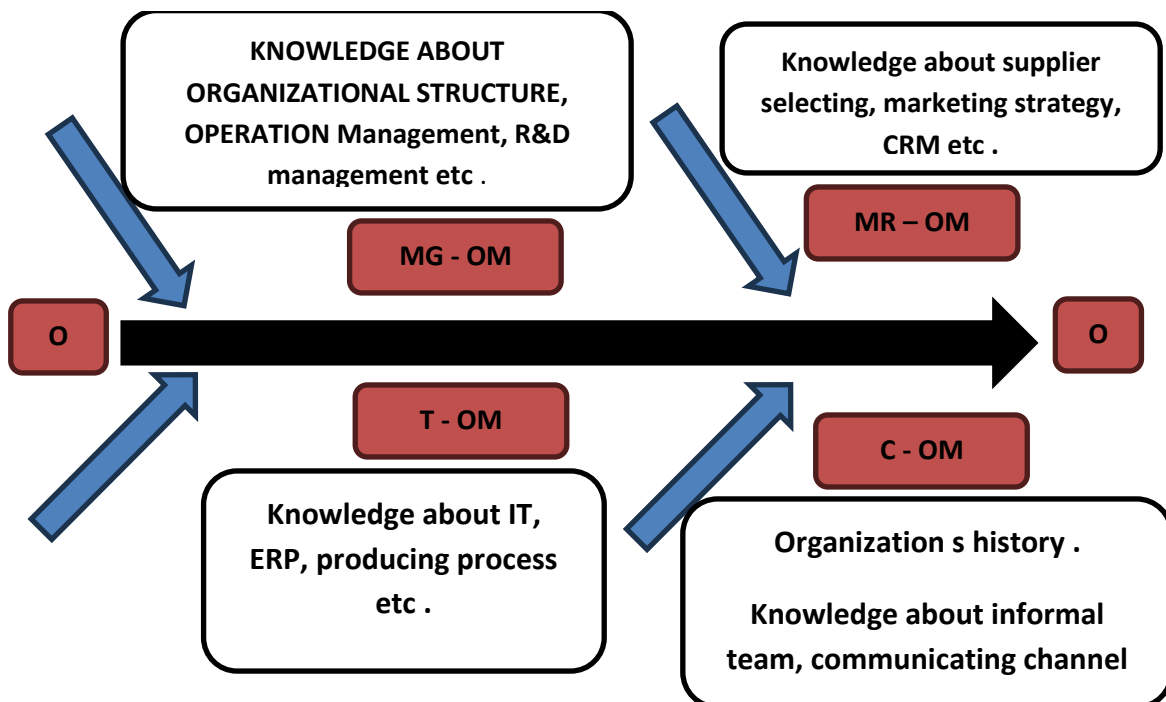 KNOWLEDGE ABOUT
ORGANIZATIONAL STRUCTURE,
OPERATION Management, R&D
management etc .
Knowledge about supplier
selecting, marketing strategy,
CRM etc .
MG - OM
MR – OM
O
O
T - OM
C - OM
Knowledge about IT,
ERP, producing process
etc .
Organization s history .
Knowledge about informal
team, communicating channel